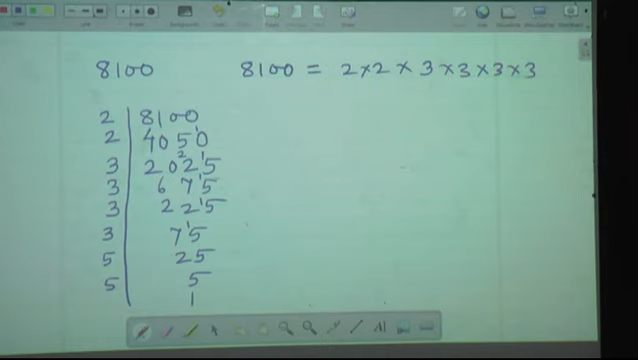 8100 8100 = 2×2 × 3 ×3 ×3 ×3
2 | 8100
2 | 4050
3 | 2025
3 | 675
3 | 225
3 | 75
5 | 25
5 | 5
1